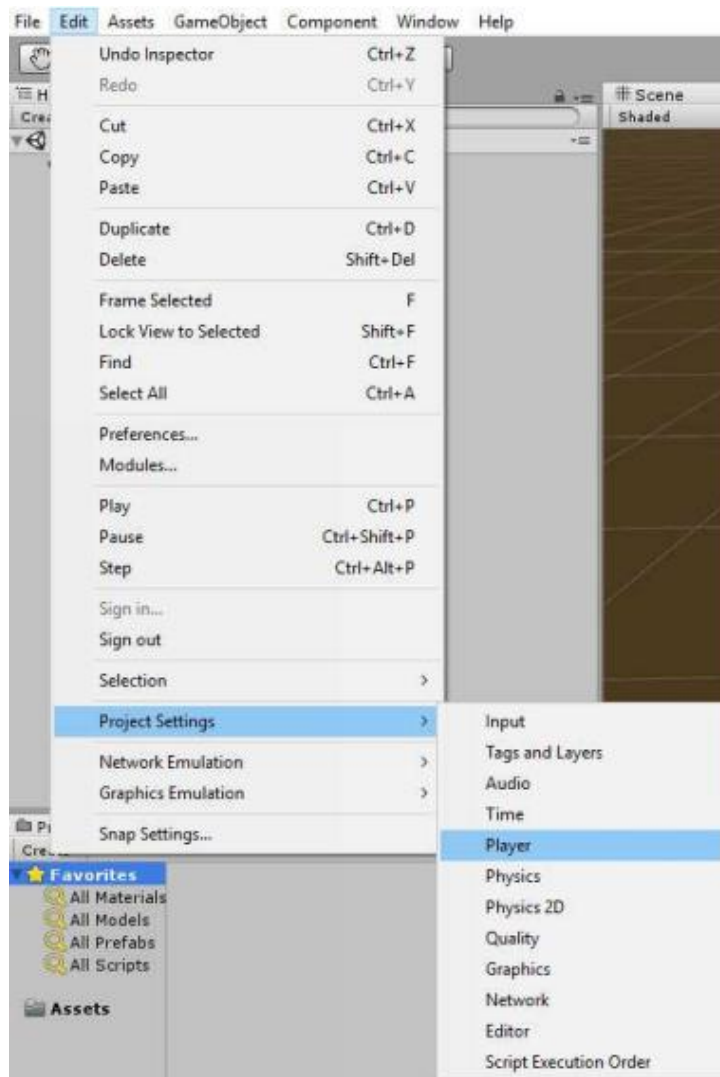 File Edit Assets GameObject Component Window Help
Undo Inspector Ctrl+Z
Redo Ctrl+Y
Cut Ctrl+X
Copy Ctrl+C
Paste Ctrl+V
Duplicate Ctrl+D
Delete Shift+Del
Frame Selected F
Lock View to Selected Shift+F
Find Ctrl+F
Select All Ctrl+A
Preferences...
Modules...
Play Ctrl+P
Pause Ctrl+Shift+P
Step Ctrl+Alt+P
Sign in...
Sign out
Selection
Project Settings
Network Emulation
Graphics Emulation
Snap Settings...
Scene
Shaded
Input
Tags and Layers
Audio
Time
Player
Physics
Physics 2D
Quality
Graphics
Network
Editor
Script Execution Order
Favorites
All Materials
All Models
All Prefabs
All Scripts
Assets